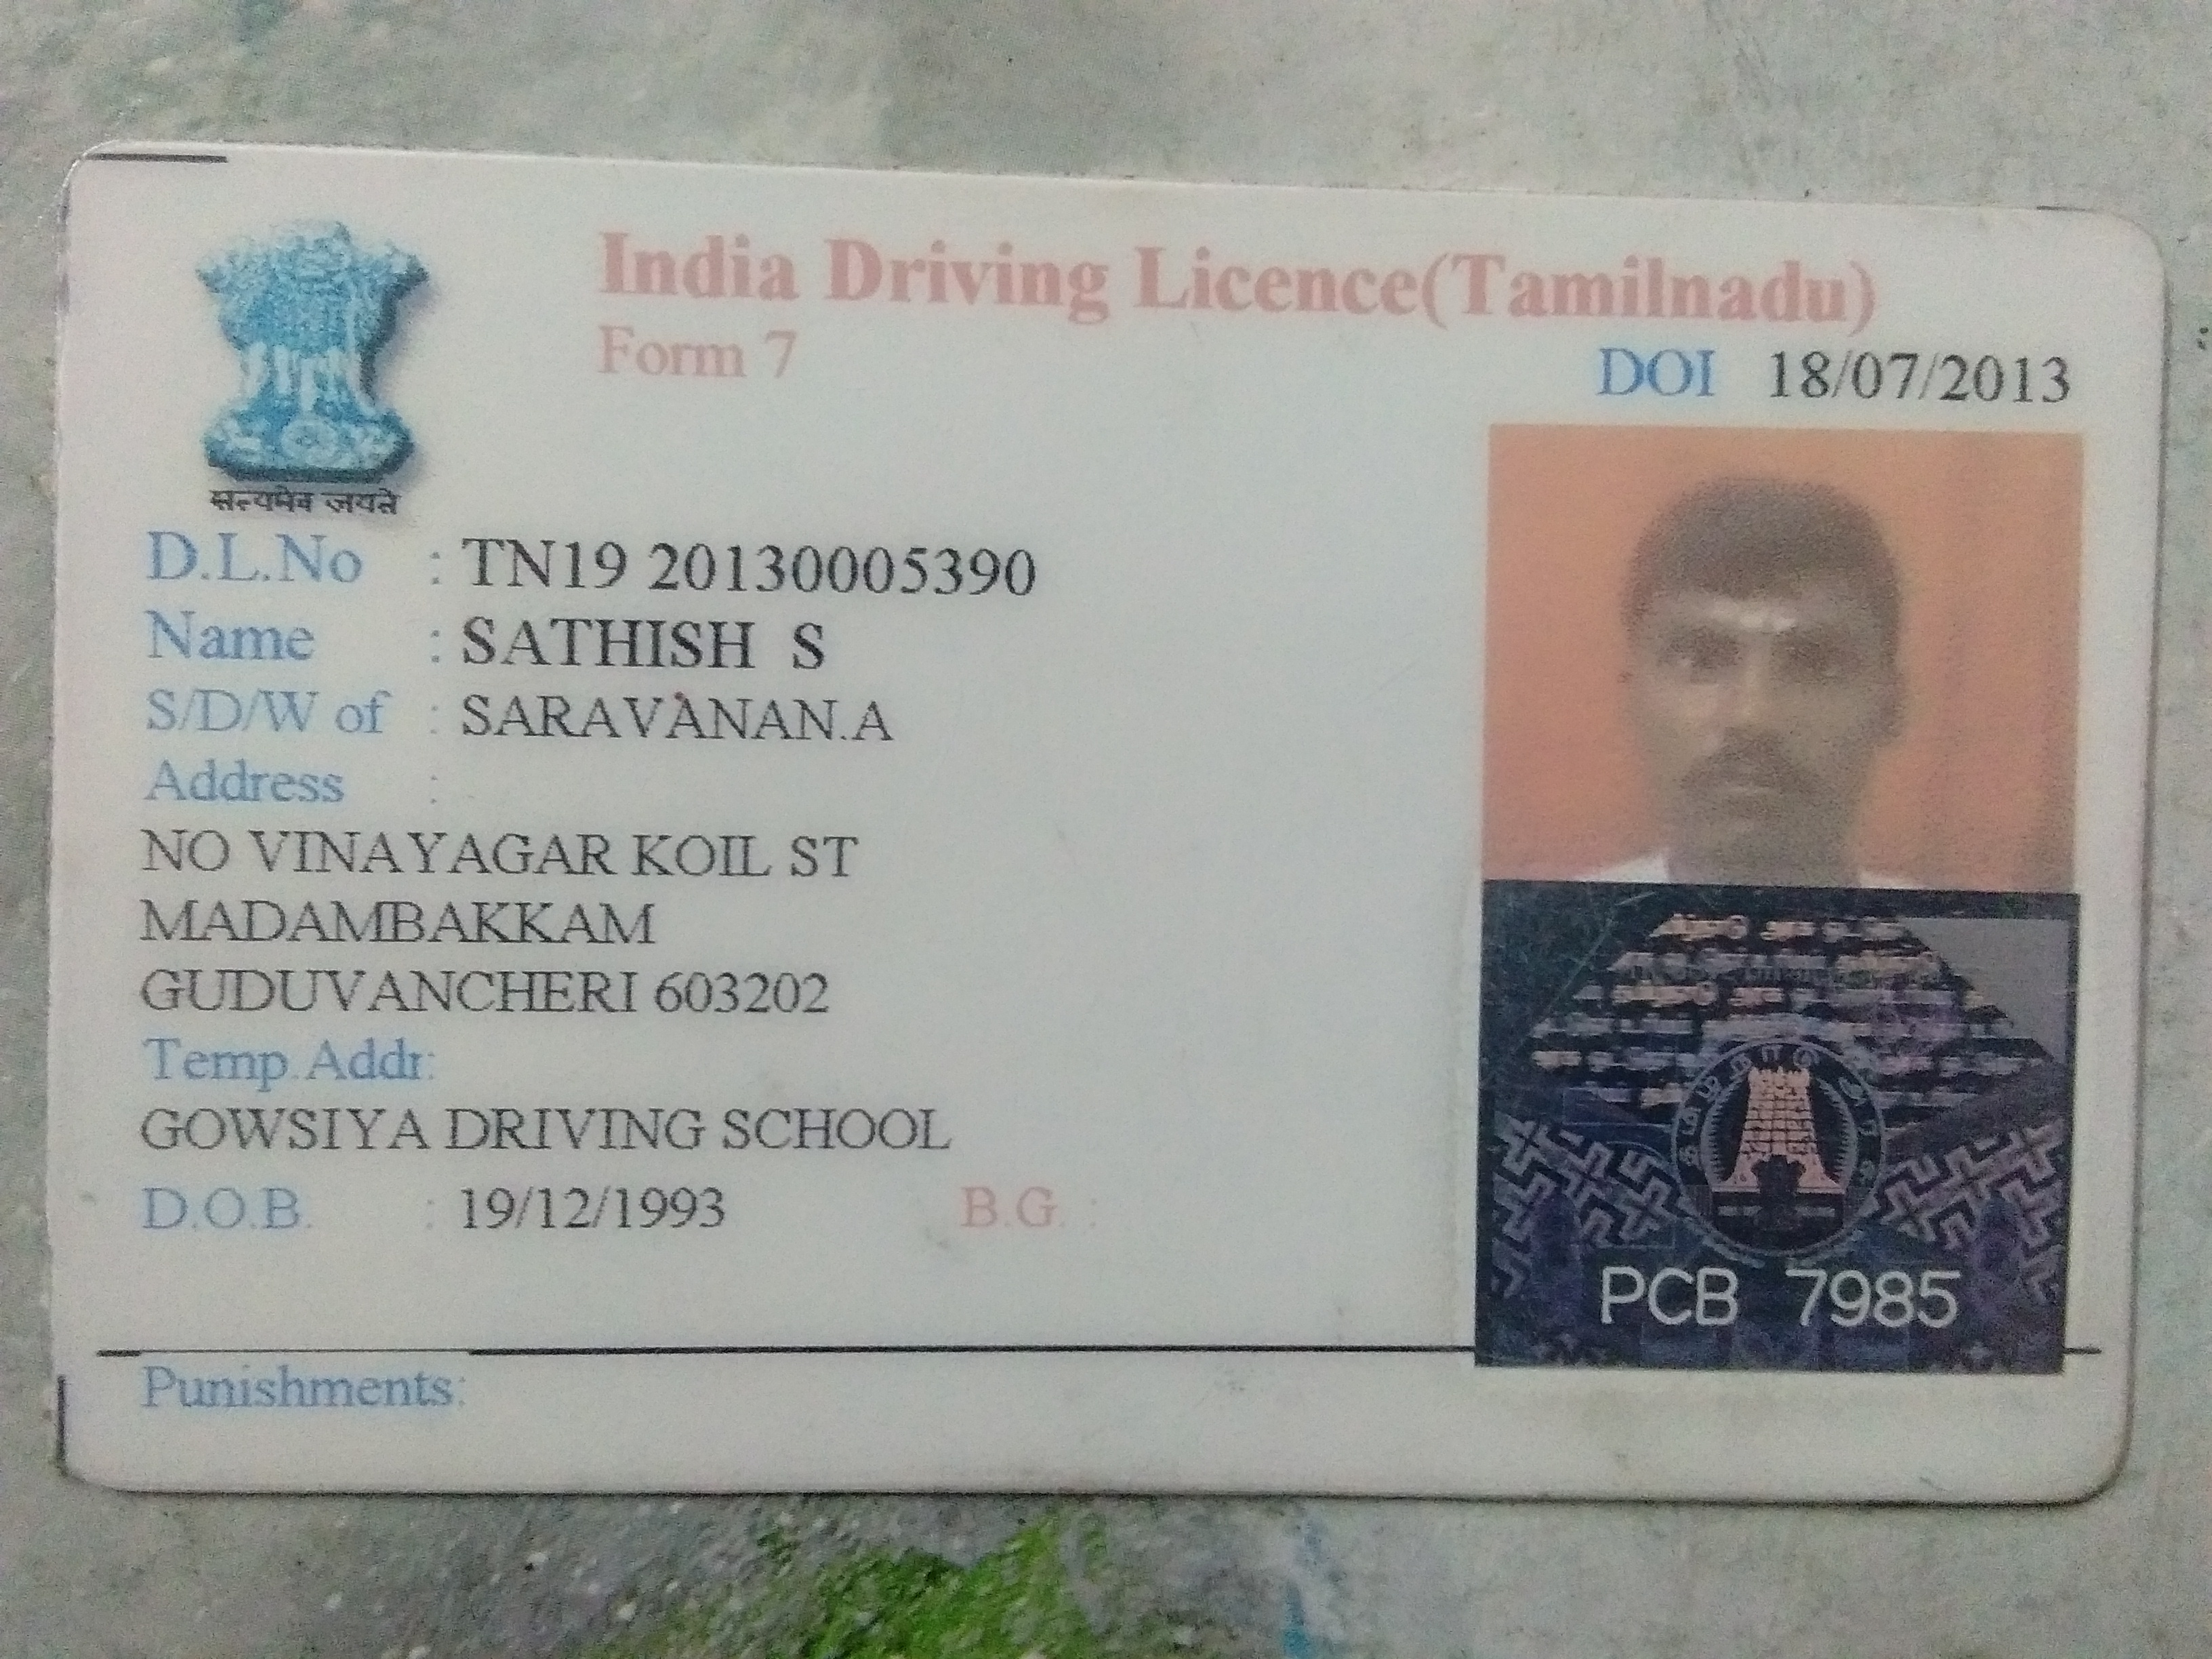 India Driving Licence(Tamilnadu)
Form 7
DOI 18/07/2013
सत्यमेव जयते
D.L.No : TN19 20130005390
Name : SATHISH S
S/D/W of : SARAVANAN.A
Address :
NO VINAYAGAR KOIL ST
MADAMBAKKAM
GUDUVANCHERI 603202
Temp.Addr:
GOWSIYA DRIVING SCHOOL
D.O.B. : 19/12/1993 B.G. :
PCB 7985
Punishments: